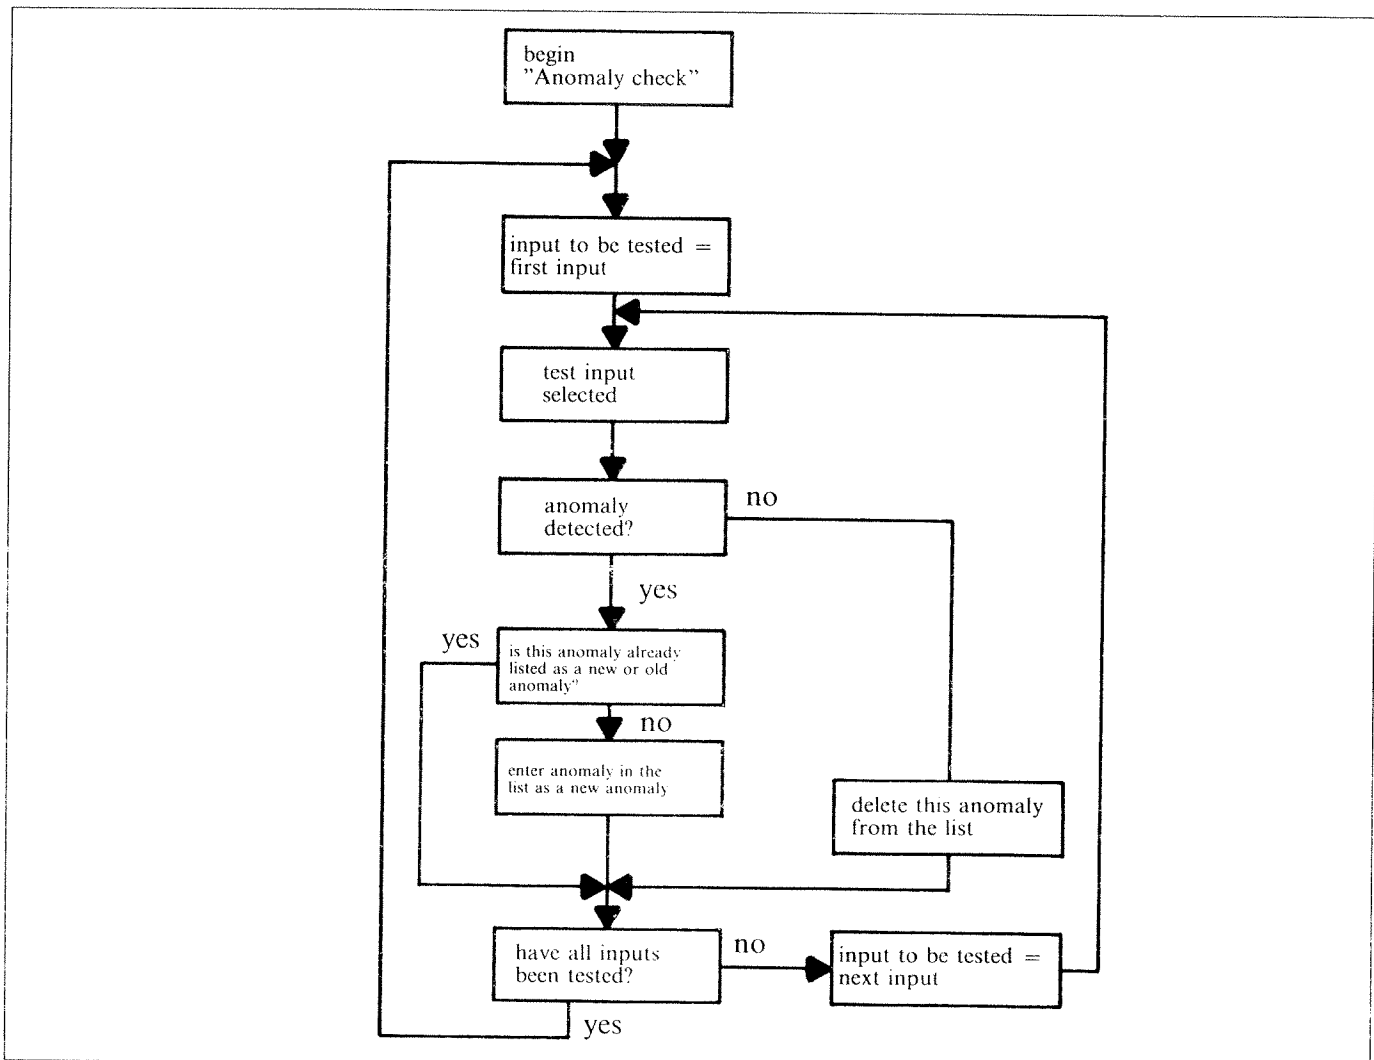 begin
"Anomaly check"
input to be tested =
first input
test input
selected
anomaly
detected?
no
yes
yes
is this anomaly already
listed as a new or old
anomaly"
no
enter anomaly in the
list as a new anomaly
delete this anomaly
from the list
have all inputs
been tested?
no
input to be tested =
next input
yes